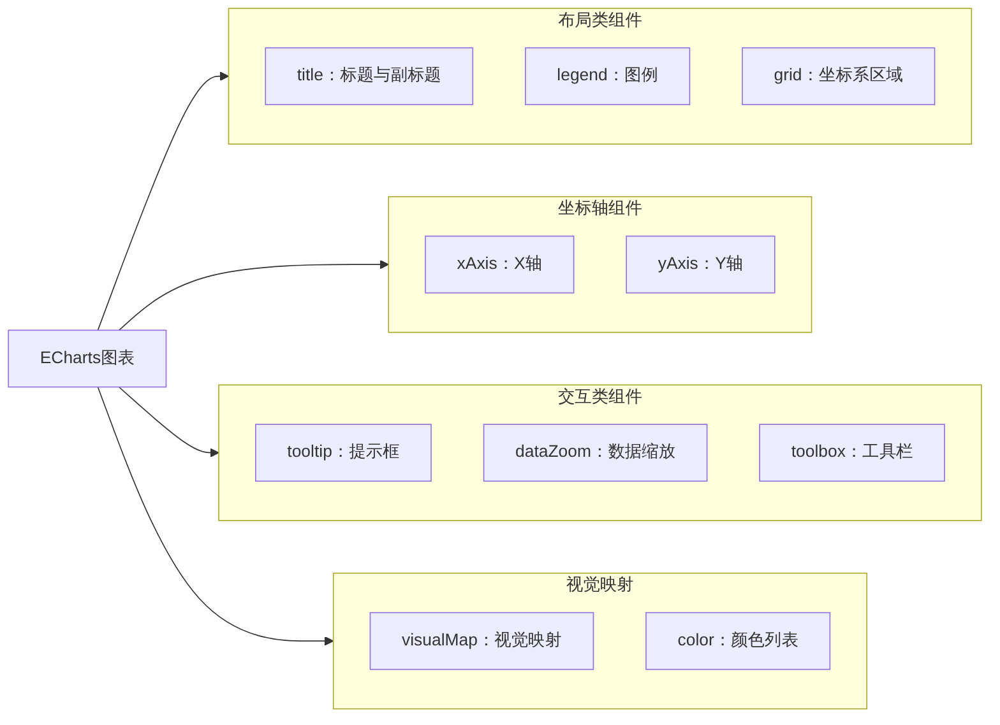 布局类组件
title：标题与副标题
legend：图例
grid：坐标系区域
坐标轴组件
xAxis：X轴
yAxis：Y轴
ECharts图表
交互类组件
tooltip：提示框
dataZoom：数据缩放
toolbox：工具栏
视觉映射
visualMap：视觉映射
color：颜色列表